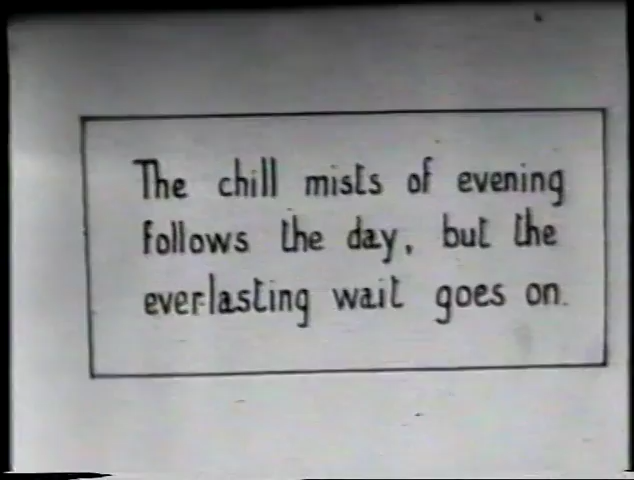 The chill mists of evening
follows the day, but the
everlasting wait goes on.